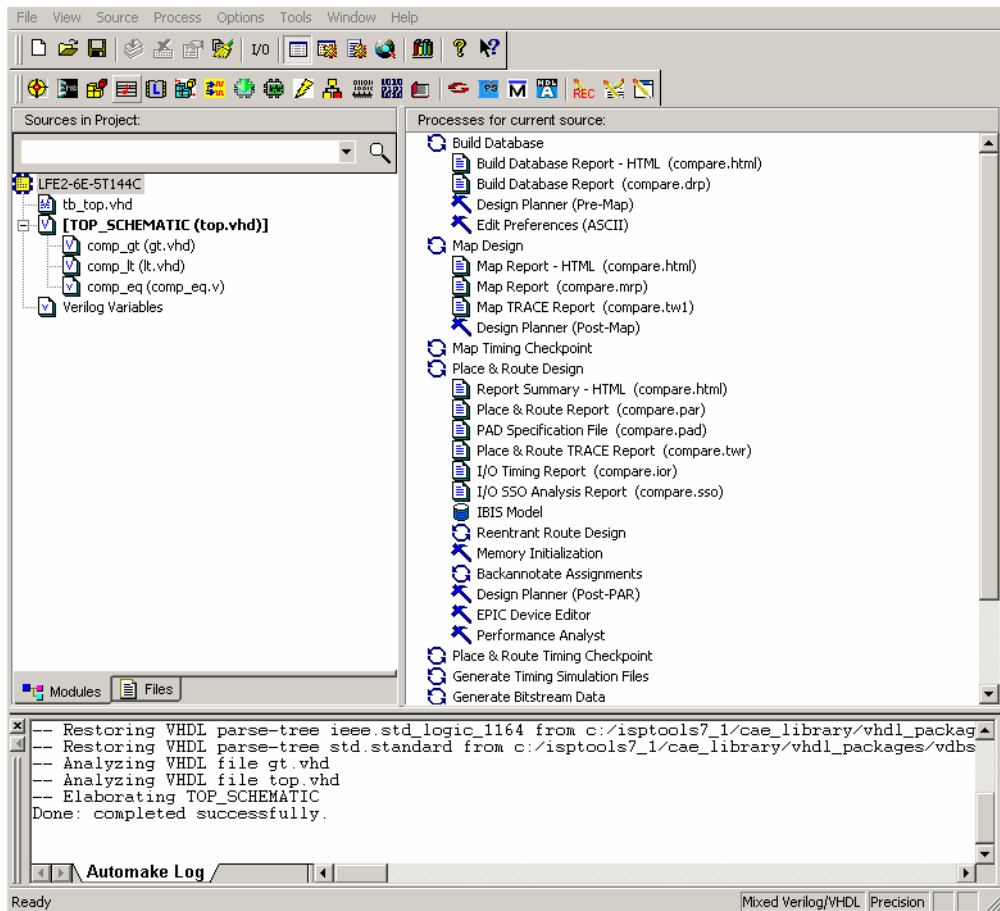 File View Source Process Options Tools Window Help
I/O
REC
Sources in Project:
LFE2-6E-5T144C
tb_top.vhd
[TOP_SCHEMATIC (top.vhd)]
comp_gt (gt.vhd)
comp_lt (lt.vhd)
comp_eq (comp_eq.v)
Verilog Variables
Modules Files
Processes for current source:
Build Database
Build Database Report - HTML (compare.html)
Build Database Report (compare.drp)
Design Planner (Pre-Map)
Edit Preferences (ASCII)
Map Design
Map Report - HTML (compare.html)
Map Report (compare.mrp)
Map TRACE Report (compare.tw1)
Design Planner (Post-Map)
Map Timing Checkpoint
Place & Route Design
Report Summary - HTML (compare.html)
Place & Route Report (compare.par)
PAD Specification File (compare.pad)
Place & Route TRACE Report (compare.twr)
I/O Timing Report (compare.ior)
I/O SSO Analysis Report (compare.sso)
IBIS Model
Reentrant Route Design
Memory Initialization
Backannotate Assignments
Design Planner (Post-PAR)
EPIC Device Editor
Performance Analyst
Place & Route Timing Checkpoint
Generate Timing Simulation Files
Generate Bitstream Data
-- Restoring VHDL parse-tree ieee.std_logic_1164 from c:/isptools7_1/cae_library/vhdl_packag
-- Restoring VHDL parse-tree std.standard from c:/isptools7_1/cae_library/vhdl_packages/vdbs
-- Analyzing VHDL file gt.vhd
-- Analyzing VHDL file top.vhd
-- Elaborating TOP_SCHEMATIC
Done: completed successfully.
Automake Log
Ready
Mixed Verilog/VHDL Precision